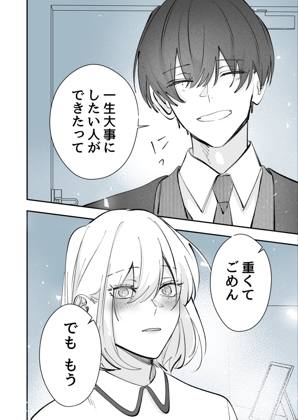 一生大事に
したい人が
できたって
重くて
ごめん
でも もう